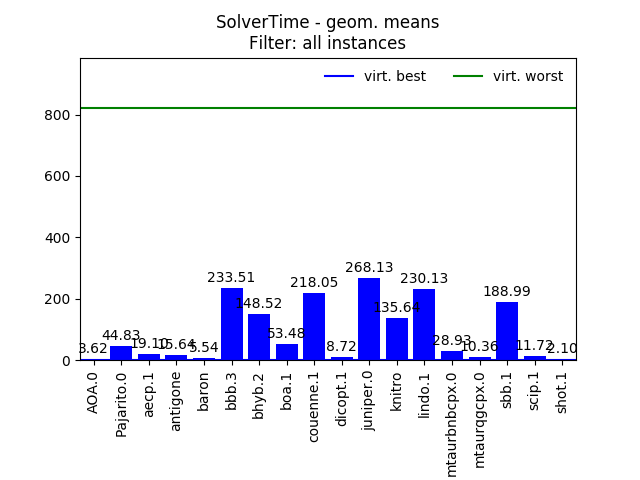 SolverTime - geom. means
Filter: all instances
virt. best
virt. worst
800
600
400
200
0
3.62
44.83
19.10
15.64
5.54
233.51
148.52
53.48
218.05
8.72
268.13
135.64
230.13
28.93
10.36
188.99
11.72
2.10
AOA.0
Pajarito.0
aecp.1
antigone
baron
bbb.3
bhyb.2
boa.1
couenne.1
dicopt.1
juniper.0
knitro
lindo.1
mtaurbnbcpx.0
mtaurqgcpx.0
sbb.1
scip.1
shot.1